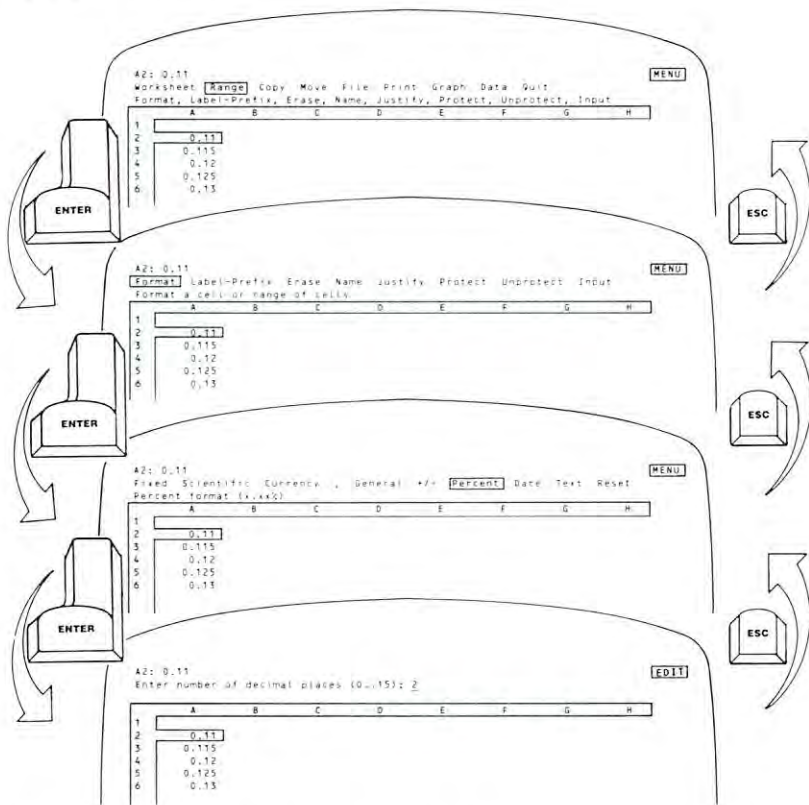 A2: 0.11 MENU
Worksheet Range Copy Move File Print Graph Data Quit
Format, Label-Prefix, Erase, Name, Justify, Protect, Unprotect, Input
A B C D E F G H
1
2 0.11
3 0.115
4 0.12
5 0.125
6 0.13
ENTER
ESC
A2: 0.11 MENU
Format Label-Prefix Erase Name Justify Protect Unprotect Input
Format a cell or range of cells
A B C D E F G H
1
2 0.11
3 0.115
4 0.12
5 0.125
6 0.13
ENTER
ESC
A2: 0.11 MENU
Fixed Scientific Currency , General +/- Percent Date Text Reset
Percent format (x.xx%)
A B C D E F G H
1
2 0.11
3 0.115
4 0.12
5 0.125
6 0.13
ENTER
ESC
A2: 0.11 EDIT
Enter number of decimal places (0..15): 2
A B C D E F G H
1
2 0.11
3 0.115
4 0.12
5 0.125
6 0.13